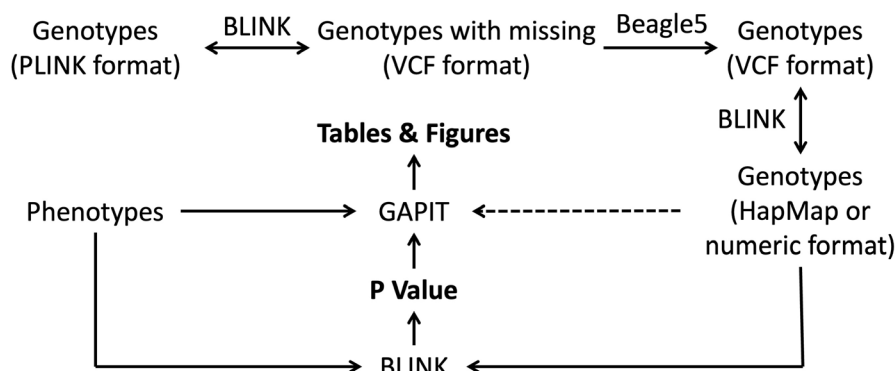 Genotypes
(PLINK format)
BLINK
Genotypes with missing
(VCF format)
Beagle5
Genotypes
(VCF format)
BLINK
Tables & Figures
Genotypes
(HapMap or
numeric format)
Phenotypes
GAPIT
P Value
BLINK